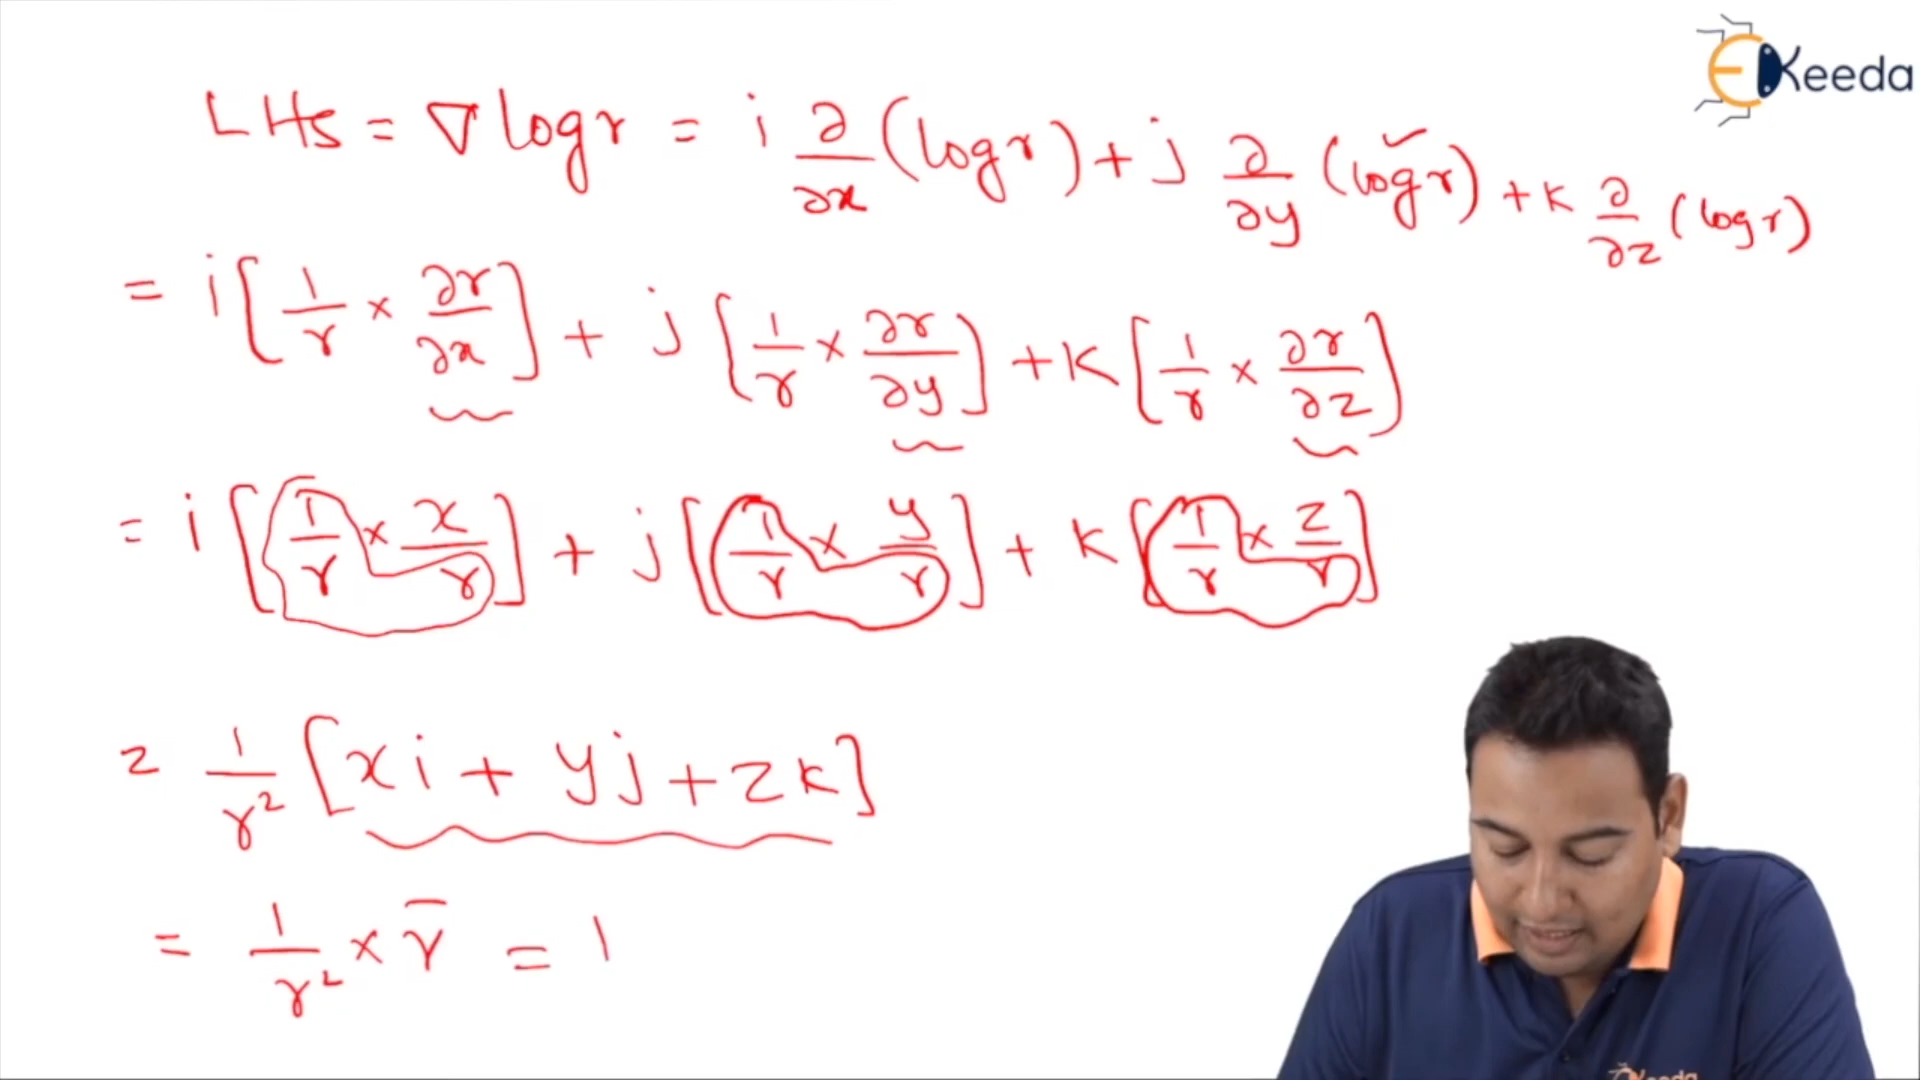 EKeeda
LHS = ∇ log r = i ∂/∂x (log r) + j ∂/∂y (log r) + k ∂/∂z (log r)
= i [1/r × ∂r/∂x] + j [1/r × ∂r/∂y] + k [1/r × ∂r/∂z]
= i [1/r × x/r] + j [1/r × y/r] + k [1/r × z/r]
= 1/r² [xi + yj + zk]
= 1/r² × r̅ = 1